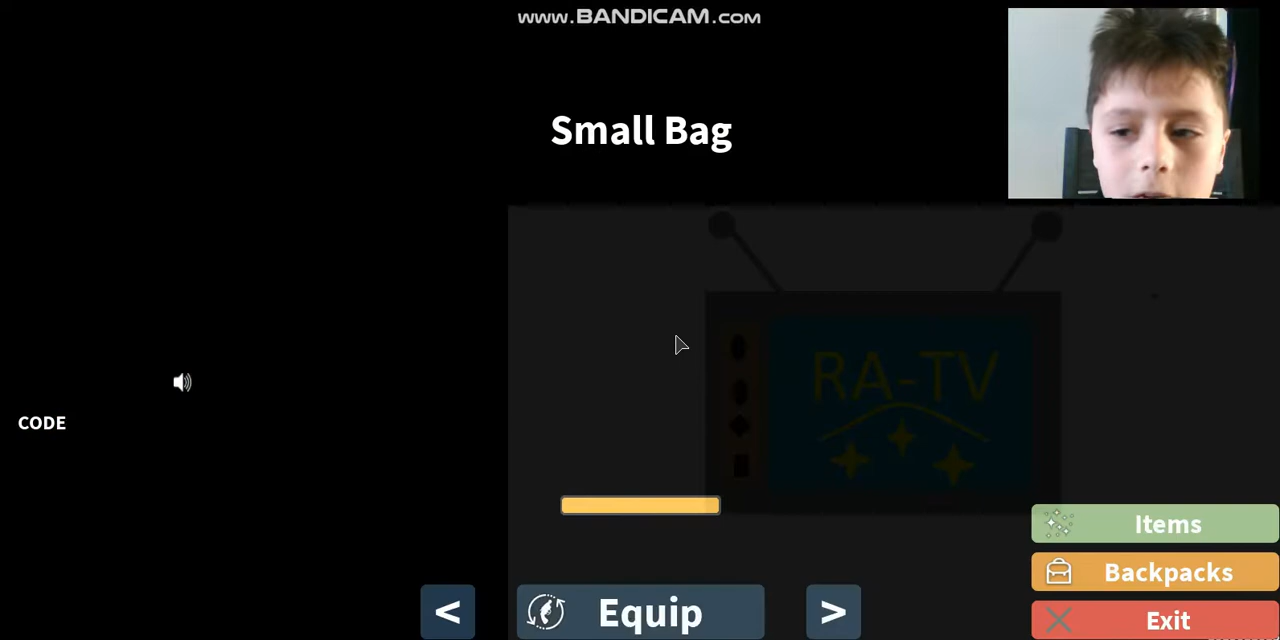 www.BANDICAM.com
Small Bag
RA-TV
CODE
Items
Backpacks
< Equip >
Exit